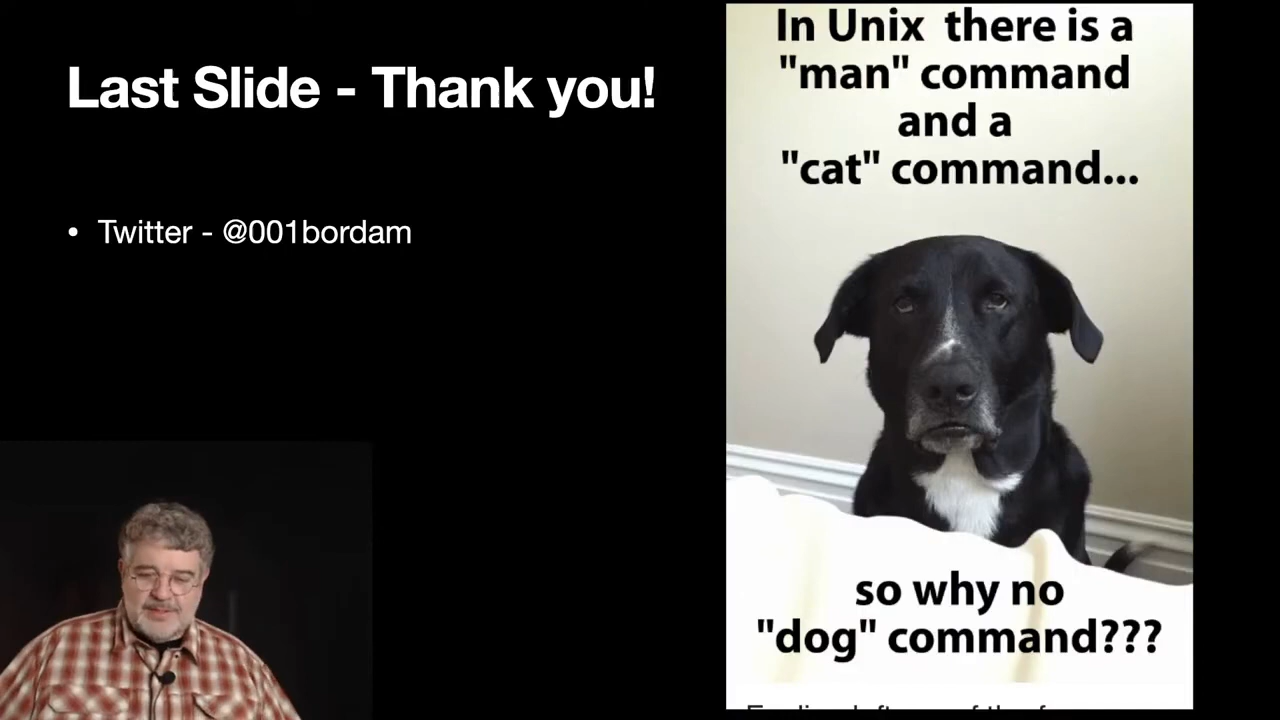 Last Slide - Thank you!
• Twitter - @001bordam
In Unix there is a
"man" command
and a
"cat" command...
so why no
"dog" command???